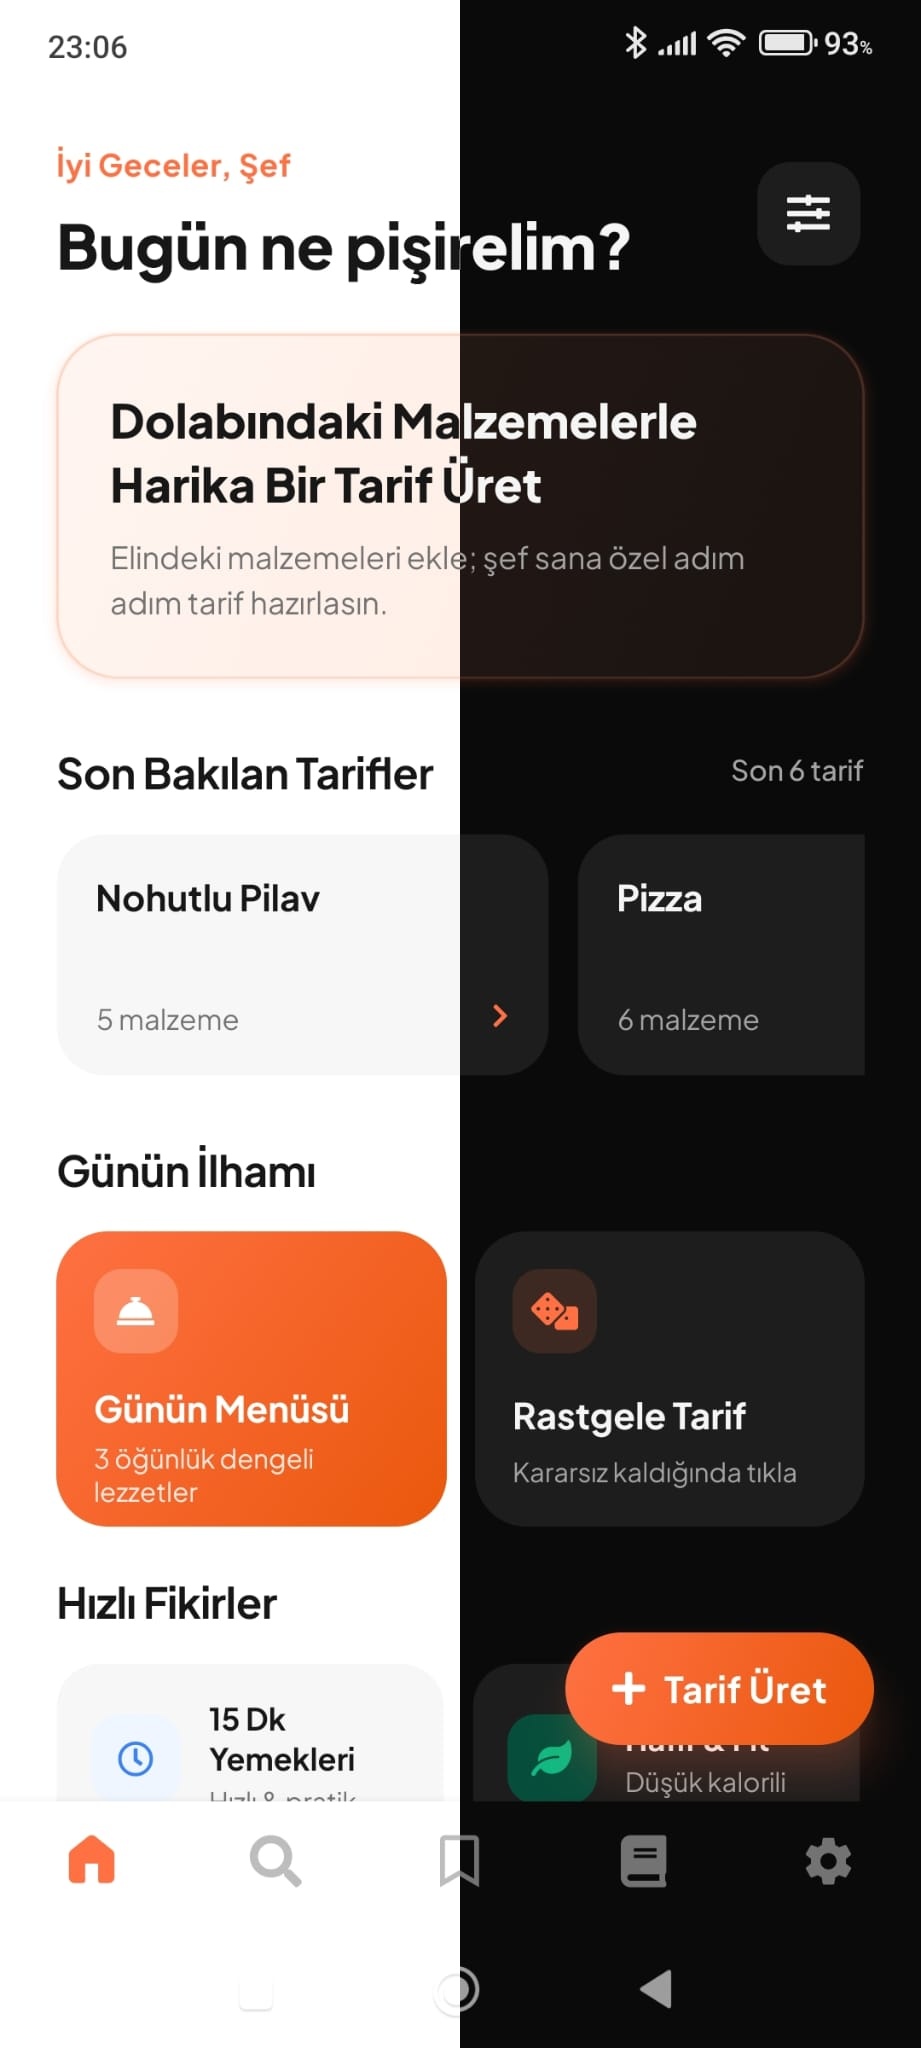 23:06
93%
İyi Geceler, Şef
Bugün ne pişirelim?
Dolabındaki Malzemelerle
Harika Bir Tarif Üret
Elindeki malzemeleri ekle; şef sana özel adım
adım tarif hazırlasın.
Son Bakılan Tarifler
Son 6 tarif
Nohutlu Pilav
5 malzeme
Pizza
6 malzeme
Günün İlhamı
Günün Menüsü
3 öğünlük dengeli
lezzetler
Rastgele Tarif
Kararsız kaldığında tıkla
Hızlı Fikirler
15 Dk
Yemekleri
Hızlı & pratik
Tarif Üret
Düşük kalorili